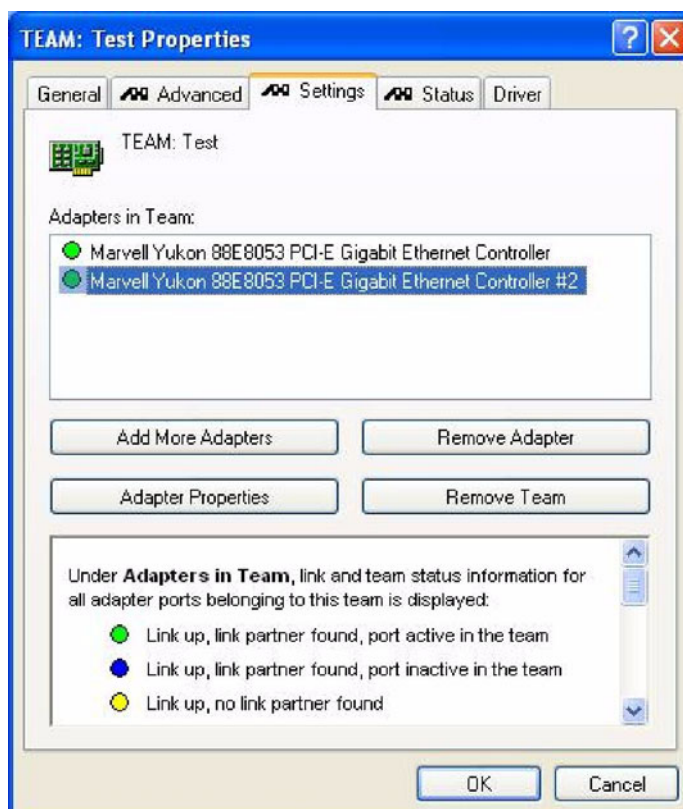 TEAM: Test Properties
General Advanced Settings Status Driver
TEAM: Test
Adapters in Team:
Marvell Yukon 88E8053 PCI-E Gigabit Ethernet Controller
Marvell Yukon 88E8053 PCI-E Gigabit Ethernet Controller #2
Add More Adapters Remove Adapter
Adapter Properties Remove Team
Under Adapters in Team, link and team status information for
all adapter ports belonging to this team is displayed:
Link up, link partner found, port active in the team
Link up, link partner found, port inactive in the team
Link up, no link partner found
OK Cancel